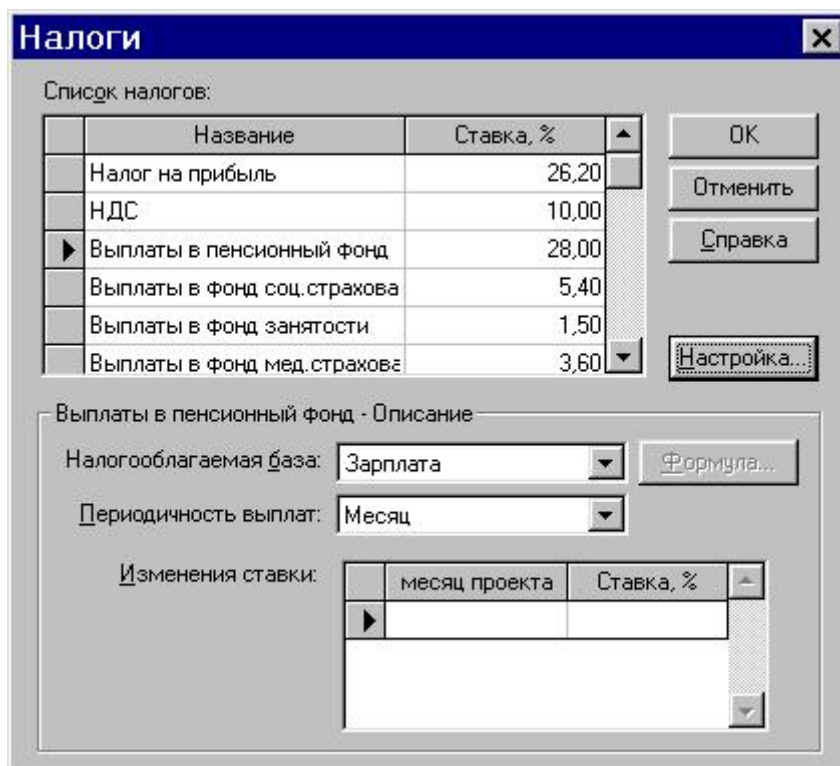 Налоги
Список налогов:
Название Ставка, % OK
Налог на прибыль 26,20
Отменить
НДС 10,00
Выплаты в пенсионный фонд 28,00 Справка
Выплаты в фонд соц.страхова 5,40
Выплаты в фонд занятости 1,50
Выплаты в фонд мед.страхова 3,60 Настройка...
Выплаты в пенсионный фонд - Описание
Налогооблагаемая база: Зарплата Формула...
Периодичность выплат: Месяц
Изменения ставки: месяц проекта Ставка, %